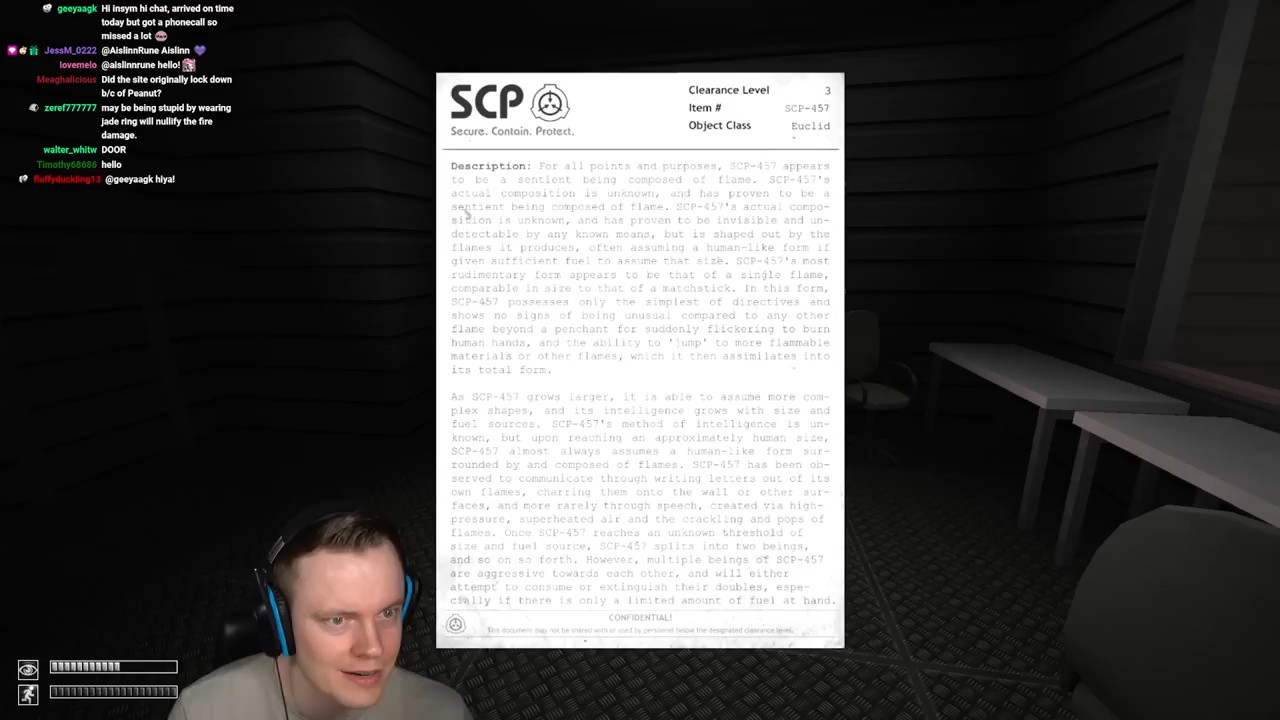 geeyaagk Hi insym hi chat, arrived on time
today but got a phonecall so
missed a lot
JessM_0222 @AislinnRune Aislinn
lovemelo @aislinnrune hello!
Meaghalicious Did the site originally lock down
b/c of Peanut?
zeref777777 may be being stupid by wearing
jade ring will nullify the fire
damage.
walter_whitw DOOR
Timothy68686 hello
fluffyduckling13 @geeyaagk hiya!
SCP
Secure. Contain. Protect.
Clearance Level 3
Item # SCP-457
Object Class Euclid
Description: For all points and purposes, SCP-457 appears
to be a sentient being composed of flame. SCP-457's
actual composition is unknown, and has proven to be a
sentient being composed of flame. SCP-457's actual compo-
sition is unknown, and has proven to be invisible and un-
detectable by any known means, but is shaped out by the
flames it produces, often assuming a human-like form if
given sufficient fuel to assume that size. SCP-457's most
rudimentary form appears to be that of a single flame,
comparable in size to that of a matchstick. In this form,
SCP-457 possesses only the simplest of directives and
shows no signs of being unusual compared to any other
flame beyond a penchant for suddenly flickering to burn
human hands, and the ability to 'jump' to more flammable
materials or other flames, which it then assimilates into
its total form.
As SCP-457 grows larger, it is able to assume more com-
plex shapes, and its intelligence grows with size and
fuel sources. SCP-457's method of intelligence is un-
known, but upon reaching an approximately human size,
SCP-457 almost always assumes a human-like form sur-
rounded by and composed of flames. SCP-457 has been ob-
served to communicate through writing letters out of its
own flames, charring them onto the wall or other sur-
faces, and more rarely through speech, created via high-
pressure, superheated air and the crackling and pops of
flames. Once SCP-457 reaches an unknown threshold of
size and fuel source, SCP-457 splits into two beings,
and so on so forth. However, multiple beings of SCP-457
are aggressive towards each other, and will either
attempt to consume or extinguish their doubles, espe-
cially if there is only a limited amount of fuel at hand.
CONFIDENTIAL!
This document may not be shared with or used by personnel below the designated clearance level.